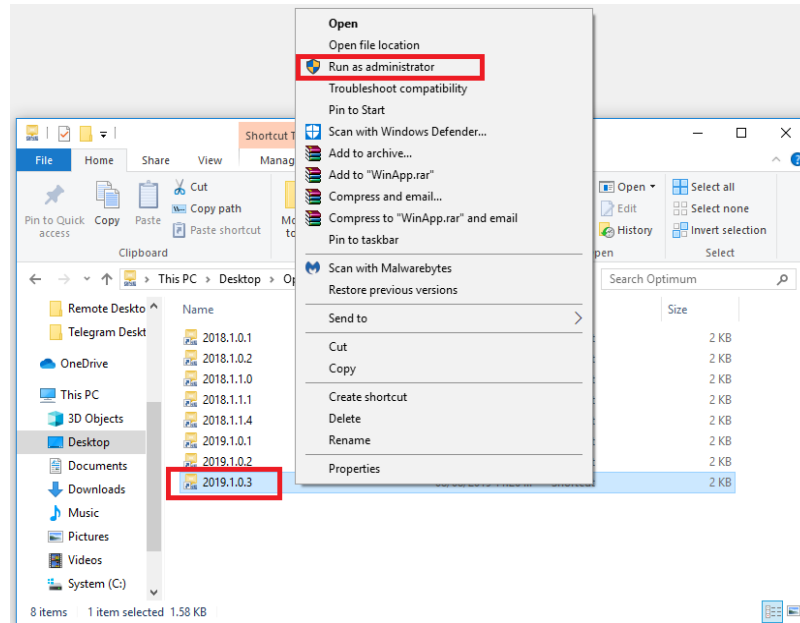 Open
Open file location
Run as administrator
Troubleshoot compatibility
Pin to Start
Scan with Windows Defender...
Add to archive...
Add to "WinApp.rar"
Compress and email...
Compress to "WinApp.rar" and email
Pin to taskbar
Scan with Malwarebytes
Restore previous versions
Send to
Cut
Copy
Create shortcut
Delete
Rename
Properties
Shortcut T
File Home Share View Manag
Pin to Quick access
Copy
Paste
Cut
Copy path
Paste shortcut
Clipboard
Mo
to
Open
Edit
History
pen
Select all
Select none
Invert selection
Select
This PC > Desktop > Op
Search Optimum
Remote Deskto
Telegram Deskt
OneDrive
This PC
3D Objects
Desktop
Documents
Downloads
Music
Pictures
Videos
System (C:)
Name Size
2018.1.0.1 2 KB
2018.1.0.2 2 KB
2018.1.1.0 2 KB
2018.1.1.1 2 KB
2018.1.1.4 2 KB
2019.1.0.1 2 KB
2019.1.0.2 2 KB
2019.1.0.3 2 KB
8 items 1 item selected 1.58 KB